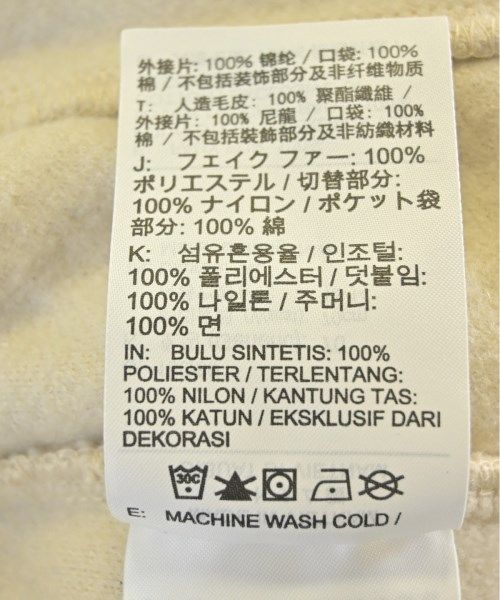 外接片: 100% 锦纶 / 口袋: 100%
棉 / 不包括装饰部分及非纤维物质
T: 人造毛皮: 100% 聚酯纖維 /
外接片: 100% 尼龍 / 口袋: 100%
棉 / 不包括裝飾部分及非紡織材料
J: フェイク ファー: 100%
ポリエステル / 切替部分:
100% ナイロン / ポケット袋
部分: 100% 綿
K: 섬유혼용율 / 인조털:
100% 폴리에스터 / 덧붙임:
100% 나일론 / 주머니:
100% 면
IN: BULU SINTETIS: 100%
POLIESTER / TERLENTANG:
100% NILON / KANTUNG TAS:
100% KATUN / EKSKLUSIF DARI
DEKORASI
30C
E: MACHINE WASH COLD /